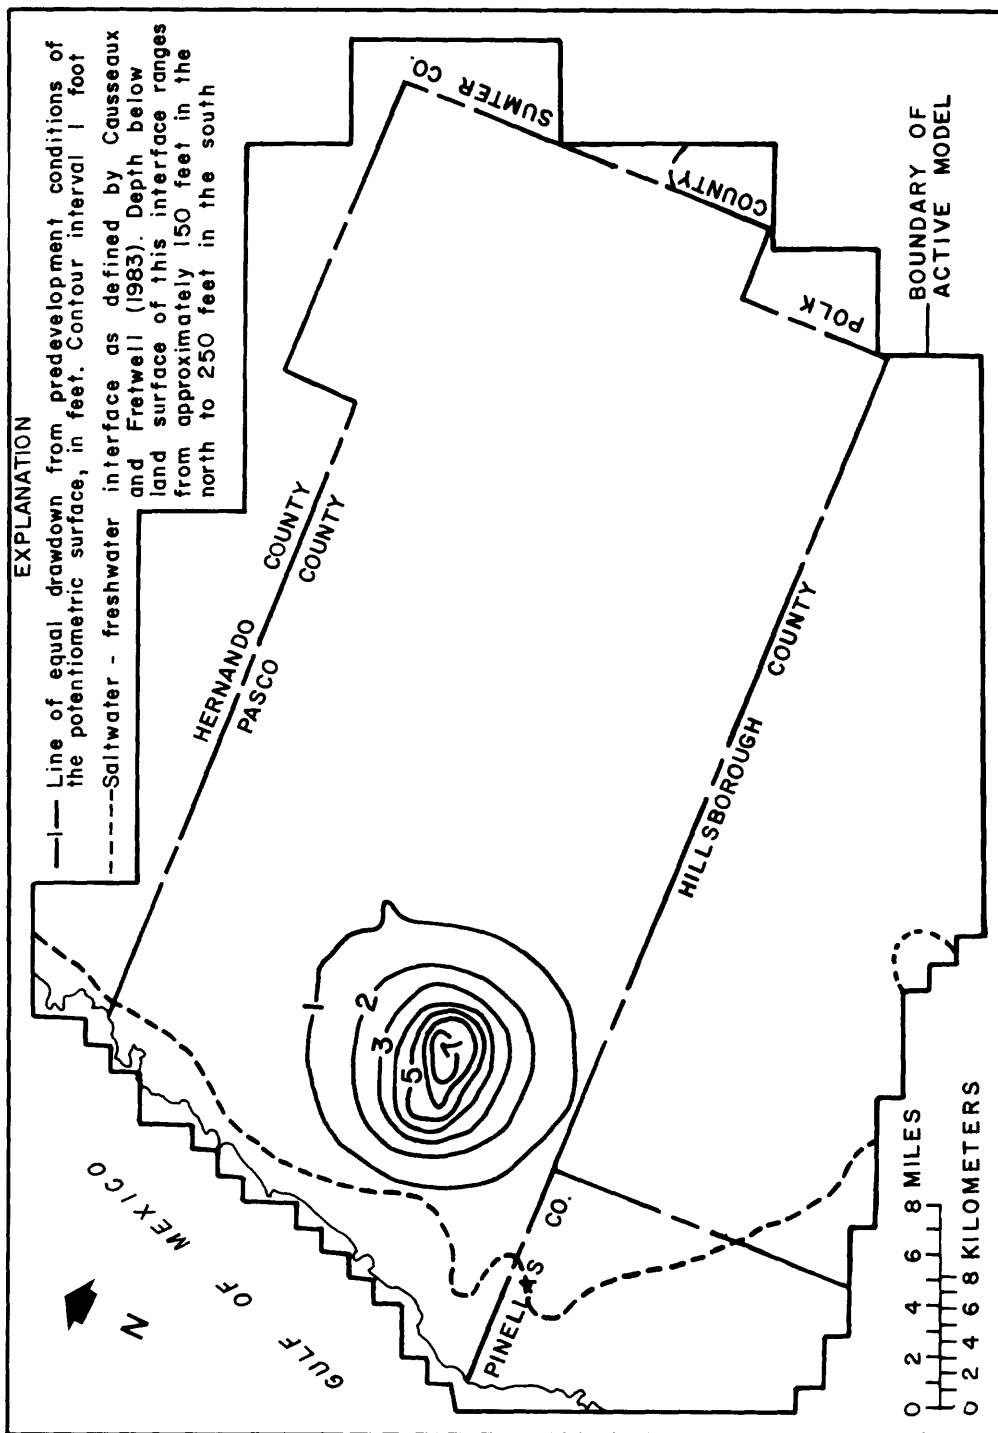 EXPLANATION
—1— Line of equal drawdown from predevelopment conditions of
the potentiometric surface, in feet. Contour interval 1 foot
-----Saltwater - freshwater interface as defined by Causseaux
and Fretwell (1983). Depth below
land surface of this interface ranges
from approximately 150 feet in the
north to 250 feet in the south
GULF OF MEXICO
N
HERNANDO COUNTY
PASCO COUNTY
SUMTER CO.
POLK COUNTY
HILLSBOROUGH COUNTY
PINELLAS CO.
1
2
3
5
7
BOUNDARY OF
ACTIVE MODEL
0 2 4 6 8 MILES
0 2 4 6 8 KILOMETERS